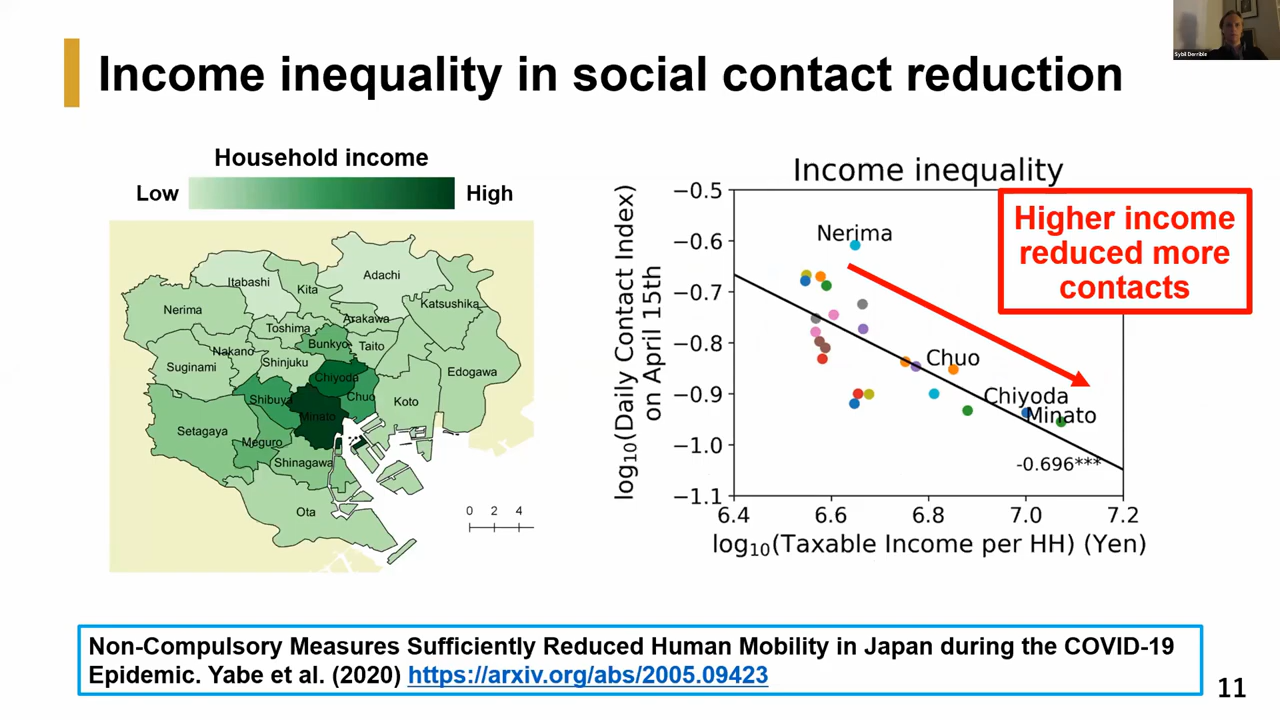 Sybil Derrible
Income inequality in social contact reduction
Household income
Low
High
Adachi
Itabashi
Kita
Nerima
Katsushika
Arakawa
Toshima
Bunkyo
Taito
Nakano
Shinjuku
Suginami
Edogawa
Chiyoda
Shibuya
Chuo
Koto
Minato
Setagaya
Meguro
Shinagawa
Ota
0 2 4
Income inequality
Higher income
reduced more
contacts
log10(Daily Contact Index)
on April 15th
−0.5
−0.6
−0.7
−0.8
−0.9
−1.0
−1.1
Nerima
Chuo
Chiyoda
Minato
-0.696***
6.4 6.6 6.8 7.0 7.2
log10(Taxable Income per HH) (Yen)
Non-Compulsory Measures Sufficiently Reduced Human Mobility in Japan during the COVID-19
Epidemic. Yabe et al. (2020) https://arxiv.org/abs/2005.09423
11